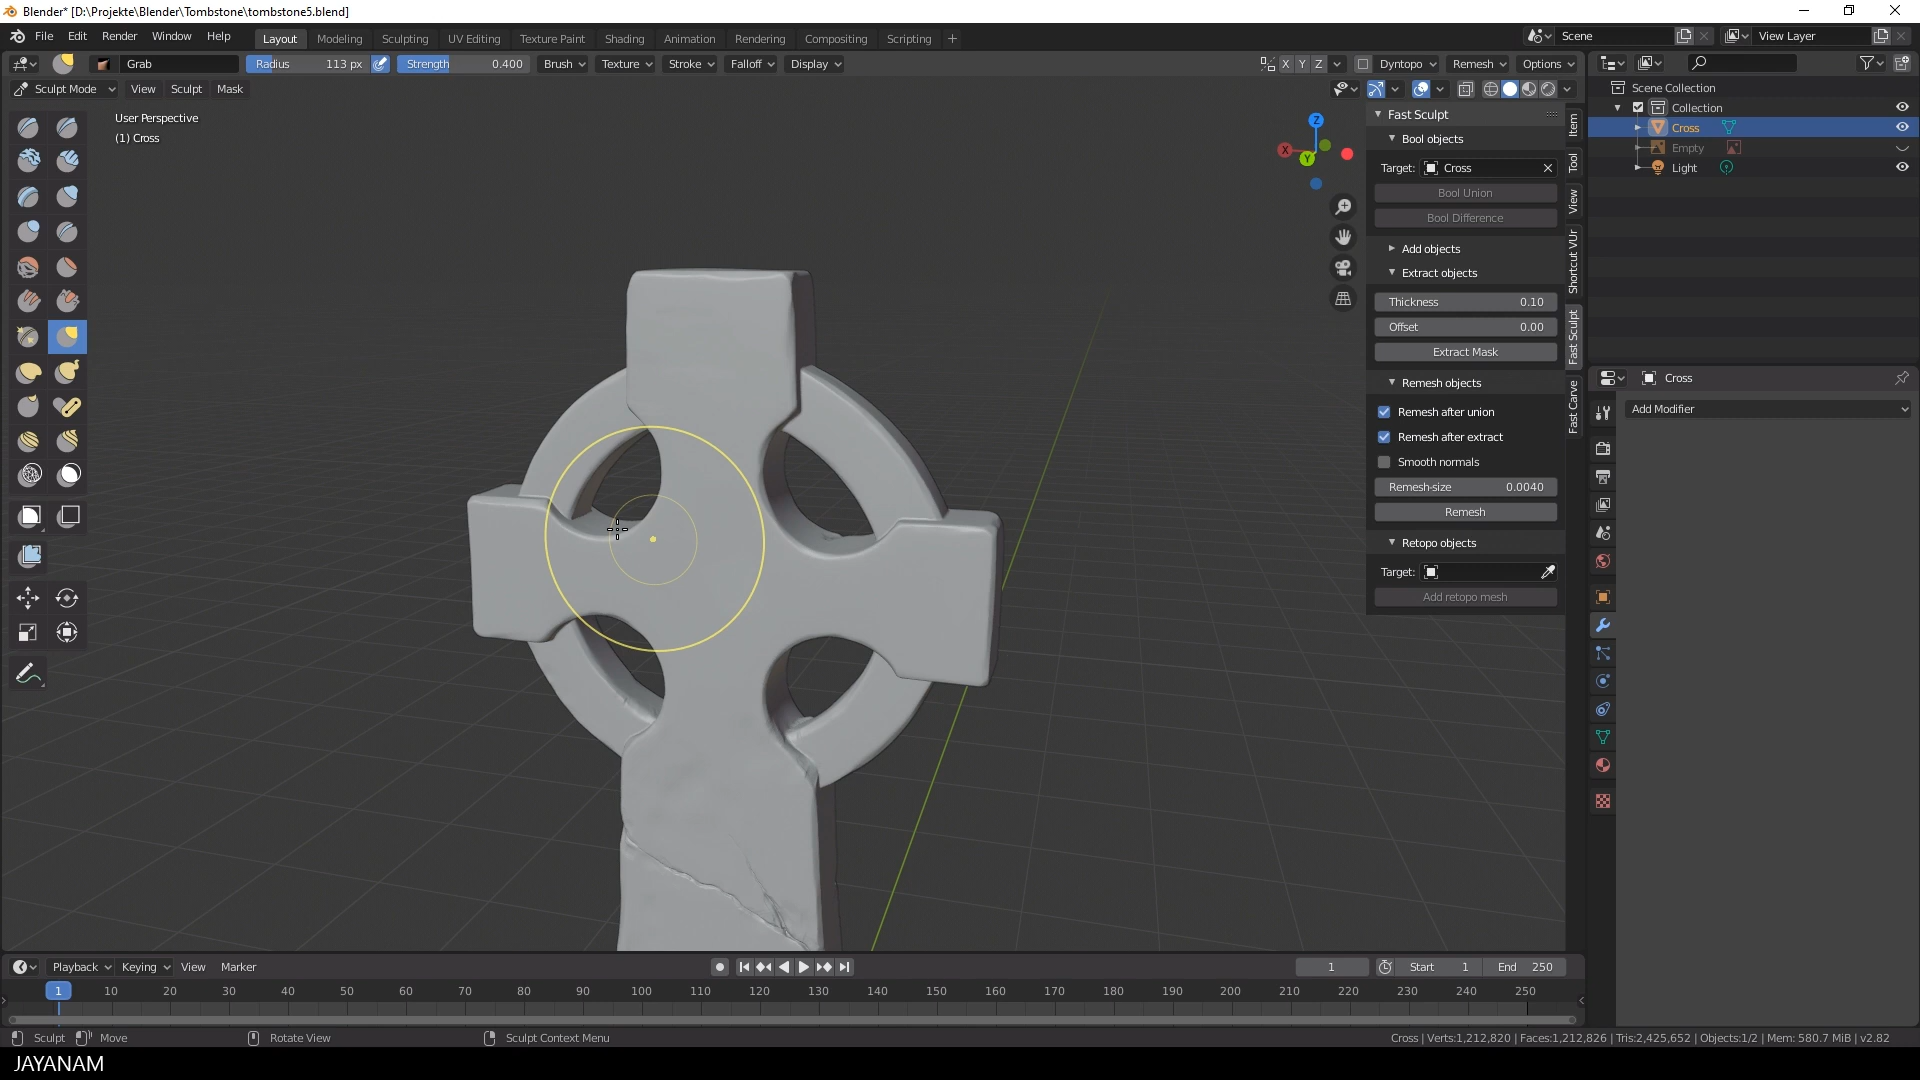 Blender* [D:\Projekte\Blender\Tombstone\tombstone5.blend]
File Edit Render Window Help
Layout Modeling Sculpting UV Editing Texture Paint Shading Animation Rendering Compositing Scripting +
Scene
View Layer
Grab
Radius 113 px
Strength 0.400
Brush Texture Stroke Falloff Display
X Y Z
Dyntopo Remesh Options
Sculpt Mode View Sculpt Mask
User Perspective
(1) Cross
Z
X
Y
Fast Sculpt
Bool objects
Target: Cross
Bool Union
Bool Difference
Add objects
Extract objects
Thickness 0.10
Offset 0.00
Extract Mask
Remesh objects
Remesh after union
Remesh after extract
Smooth normals
Remesh-size 0.0040
Remesh
Retopo objects
Target:
Add retopo mesh
Item
Tool
View
Shortcut VUr
Fast Sculpt
Fast Carve
Scene Collection
Collection
Cross
Empty
Light
Cross
Add Modifier
Playback Keying View Marker
1
Start 1
End 250
1 10 20 30 40 50 60 70 80 90 100 110 120 130 140 150 160 170 180 190 200 210 220 230 240 250
Sculpt Move Rotate View Sculpt Context Menu
Cross | Verts:1,212,820 | Faces:1,212,826 | Tris:2,425,652 | Objects:1/2 | Mem: 580.7 MiB | v2.82
JAYANAM